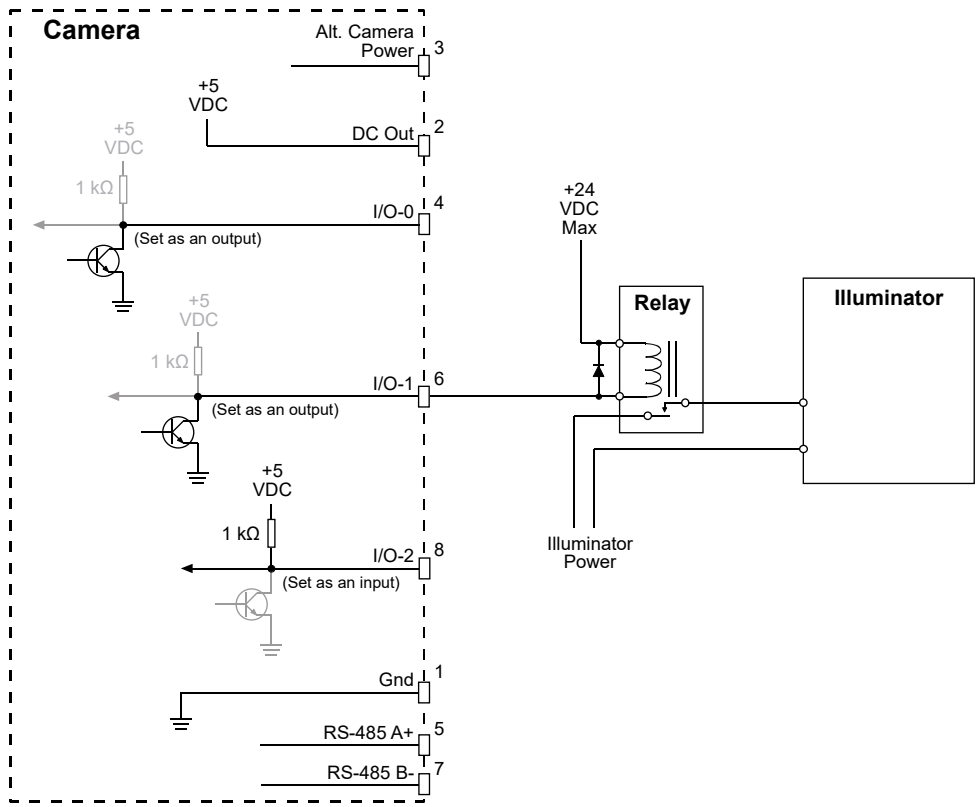 Camera
Alt. Camera
Power
3
+5
VDC
DC Out
2
+5
VDC
1 kΩ
I/O-0
4
(Set as an output)
+24
VDC
Max
Relay
Illuminator
+5
VDC
1 kΩ
I/O-1
6
(Set as an output)
+5
VDC
1 kΩ
I/O-2
8
(Set as an input)
Illuminator
Power
Gnd
1
RS-485 A+
5
RS-485 B-
7